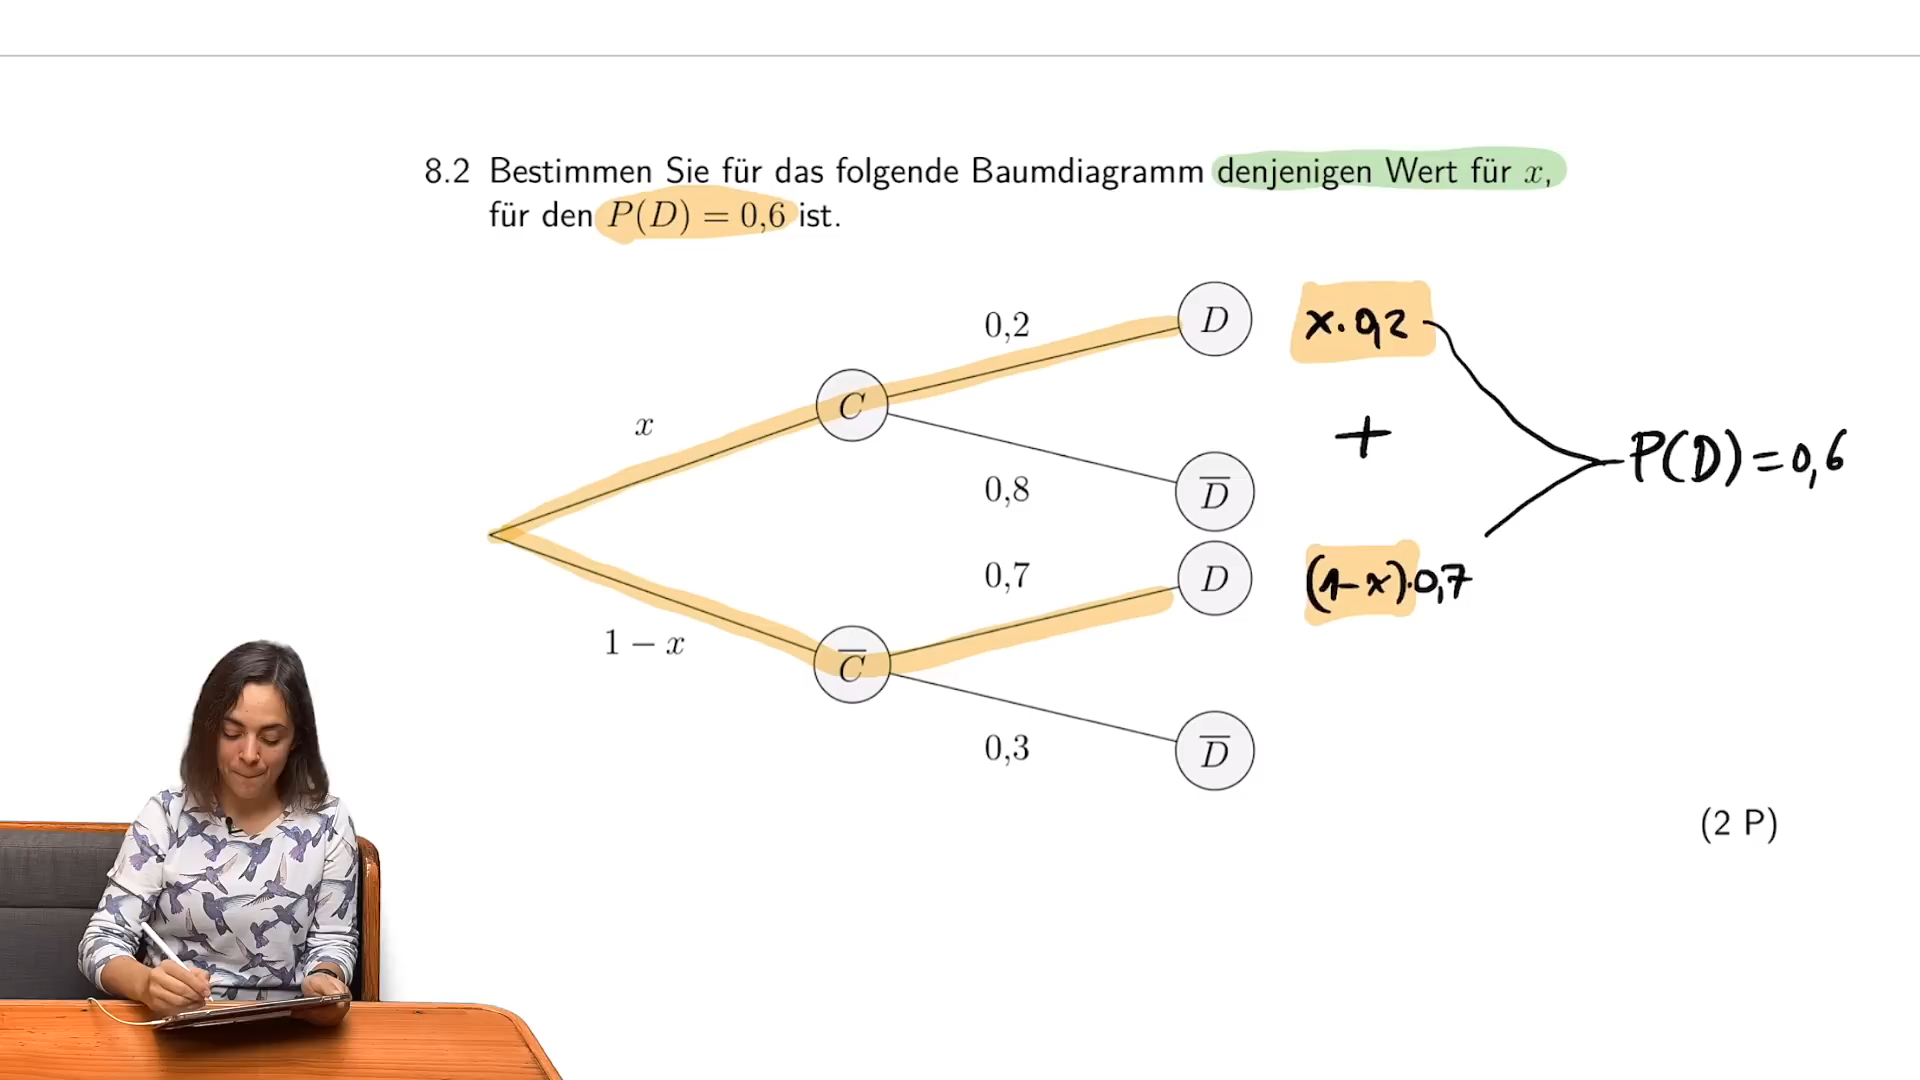 8.2 Bestimmen Sie für das folgende Baumdiagramm denjenigen Wert für x,
für den P(D) = 0,6 ist.
0,2
D
x · 0,2
C
x
+
P(D) = 0,6
0,8
D̅
0,7
D
(1-x) · 0,7
1 − x
C̅
0,3
D̅
(2 P)